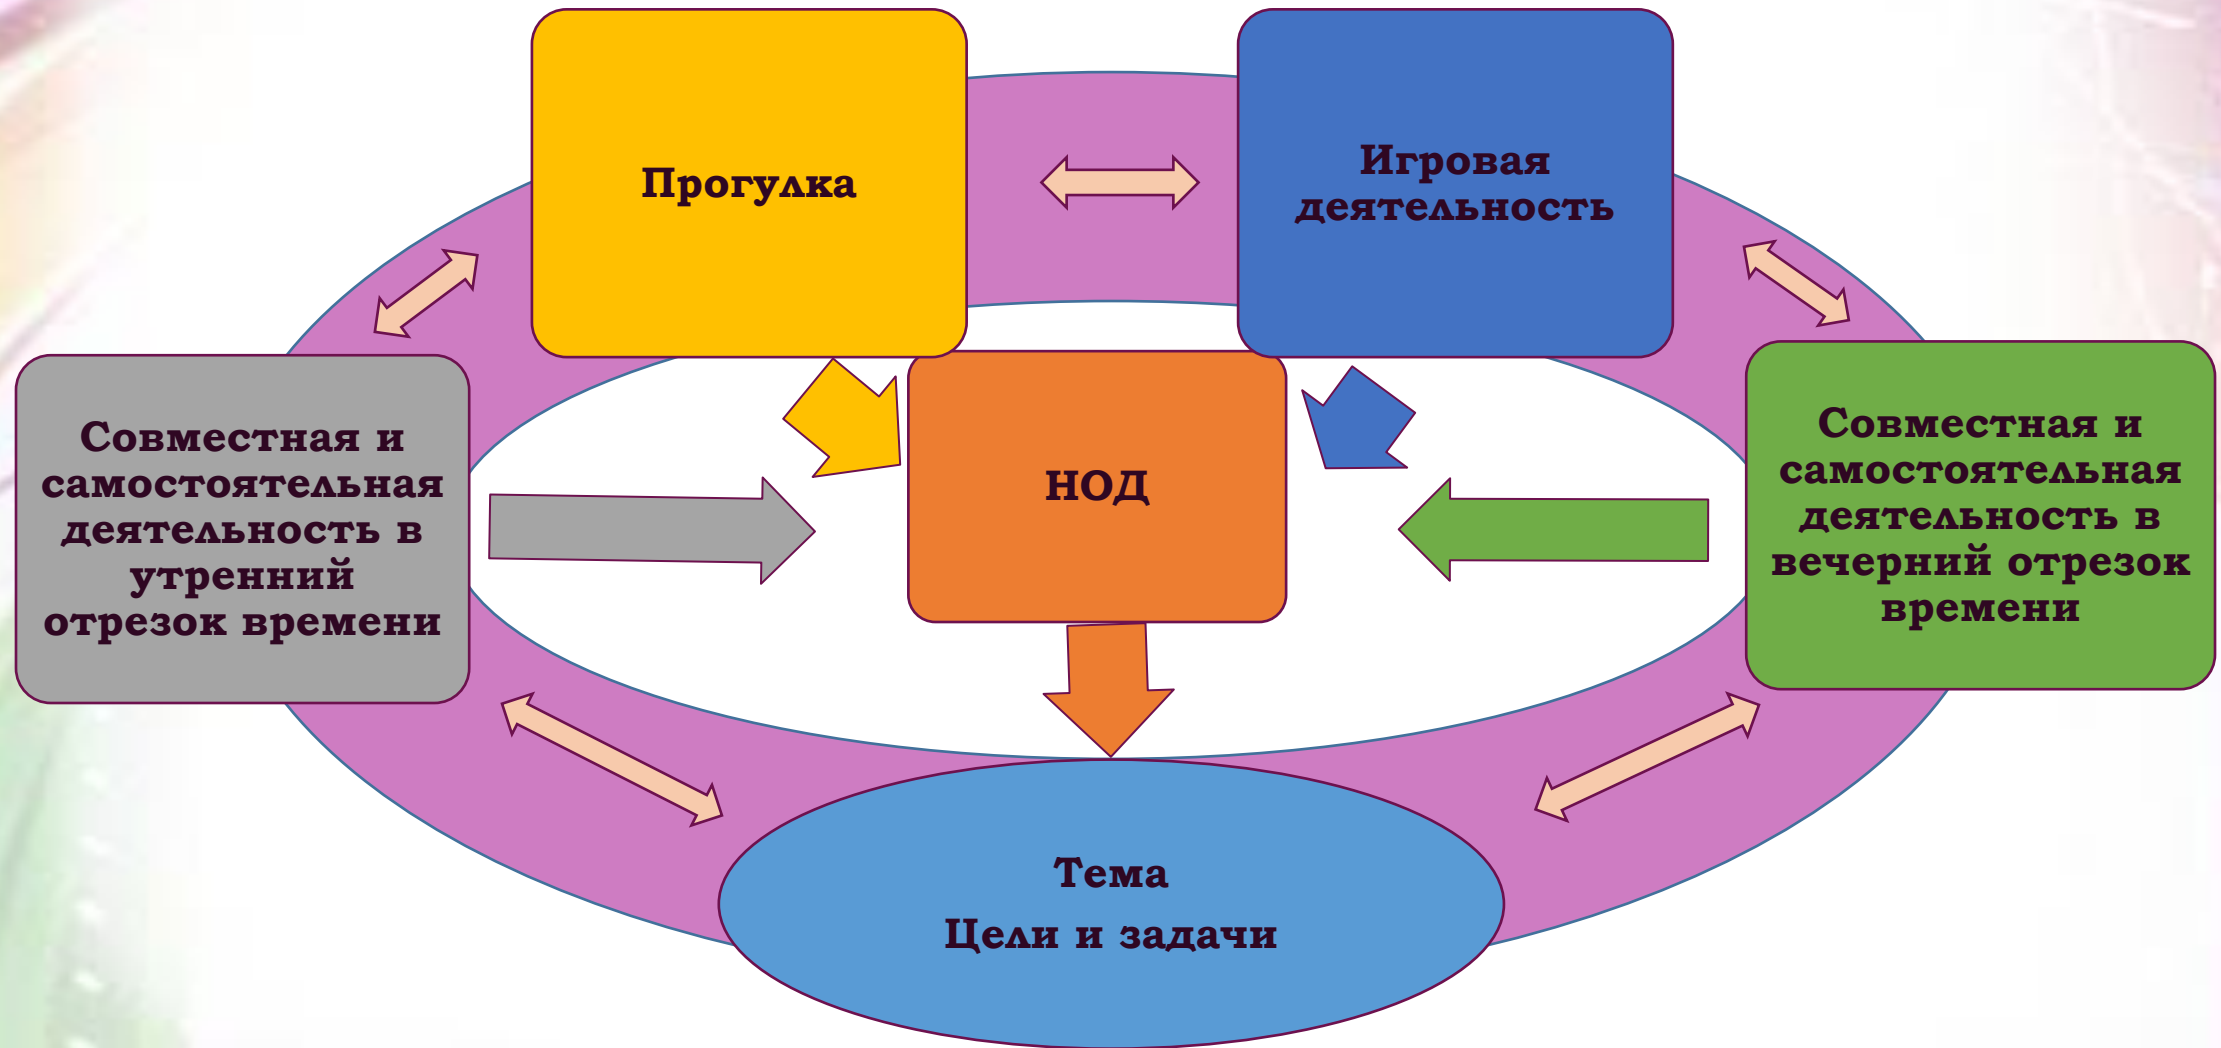 Прогулка
Игровая
деятельность
Совместная и
самостоятельная
деятельность в
утренний
отрезок времени
НОД
Совместная и
самостоятельная
деятельность в
вечерний отрезок
времени
Тема
Цели и задачи